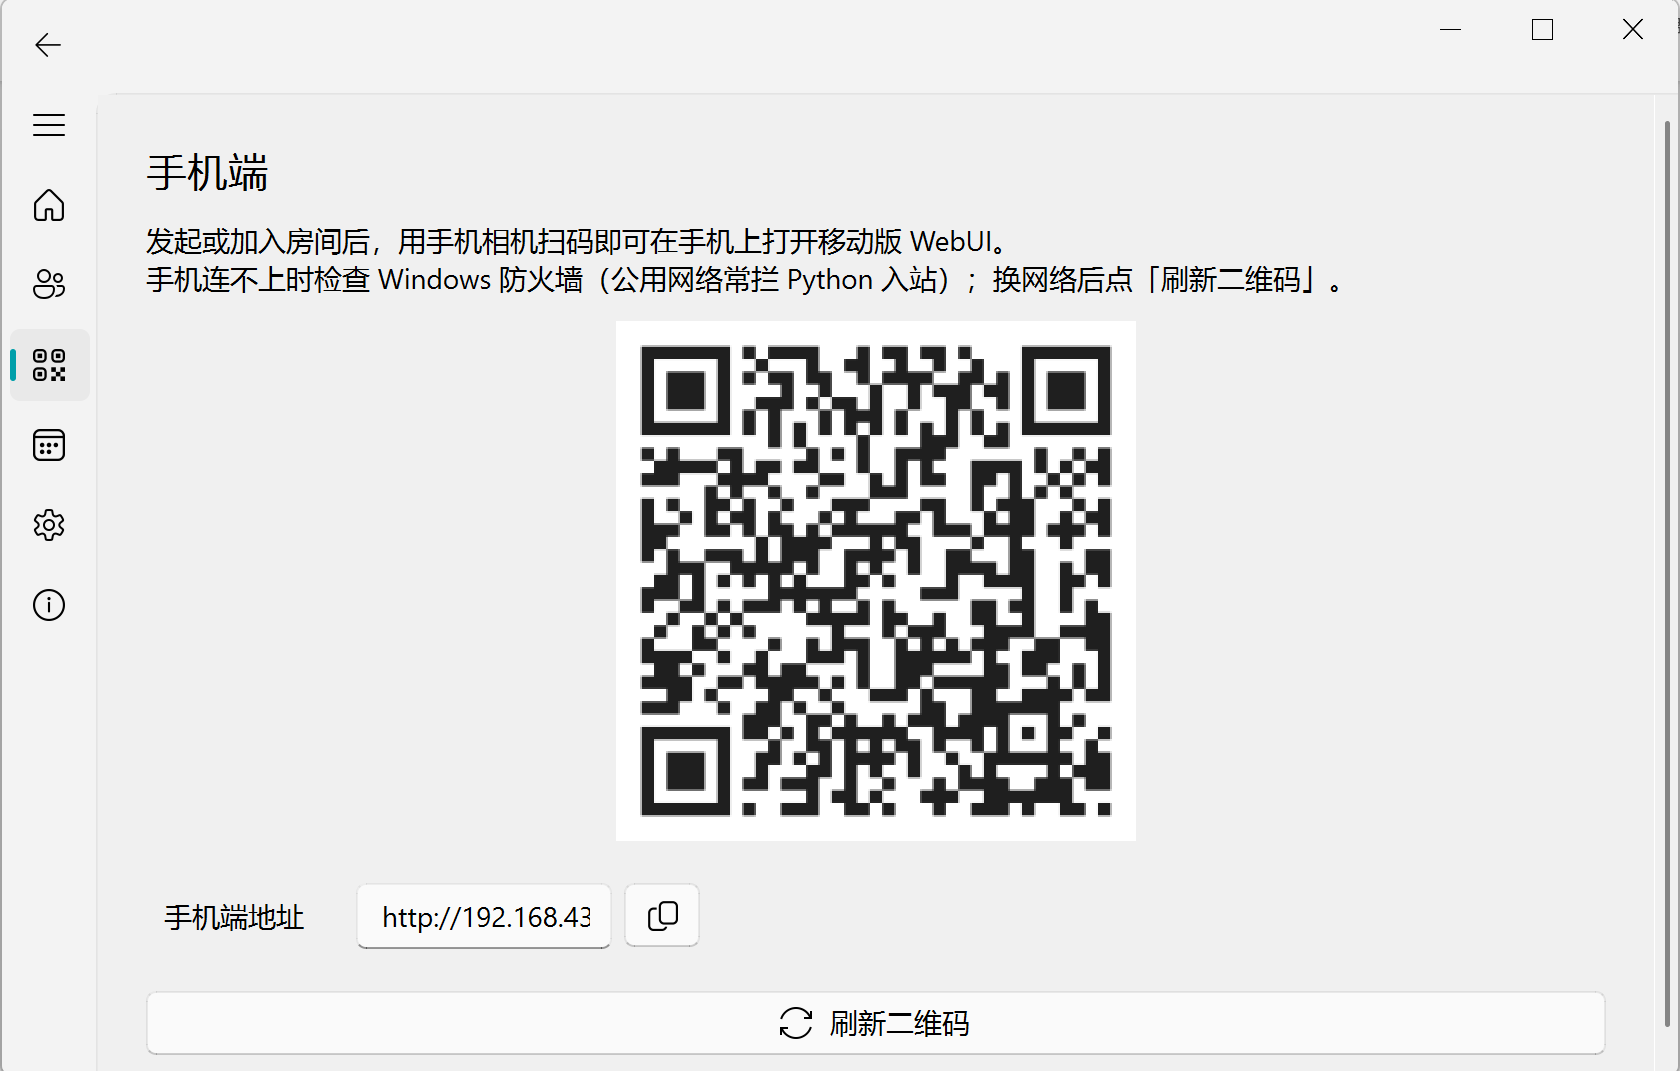 手机端
发起或加入房间后，用手机相机扫码即可在手机上打开移动版 WebUI。
手机连不上时检查 Windows 防火墙（公用网络常拦 Python 入站）；换网络后点「刷新二维码」。
手机端地址
http://192.168.43
刷新二维码